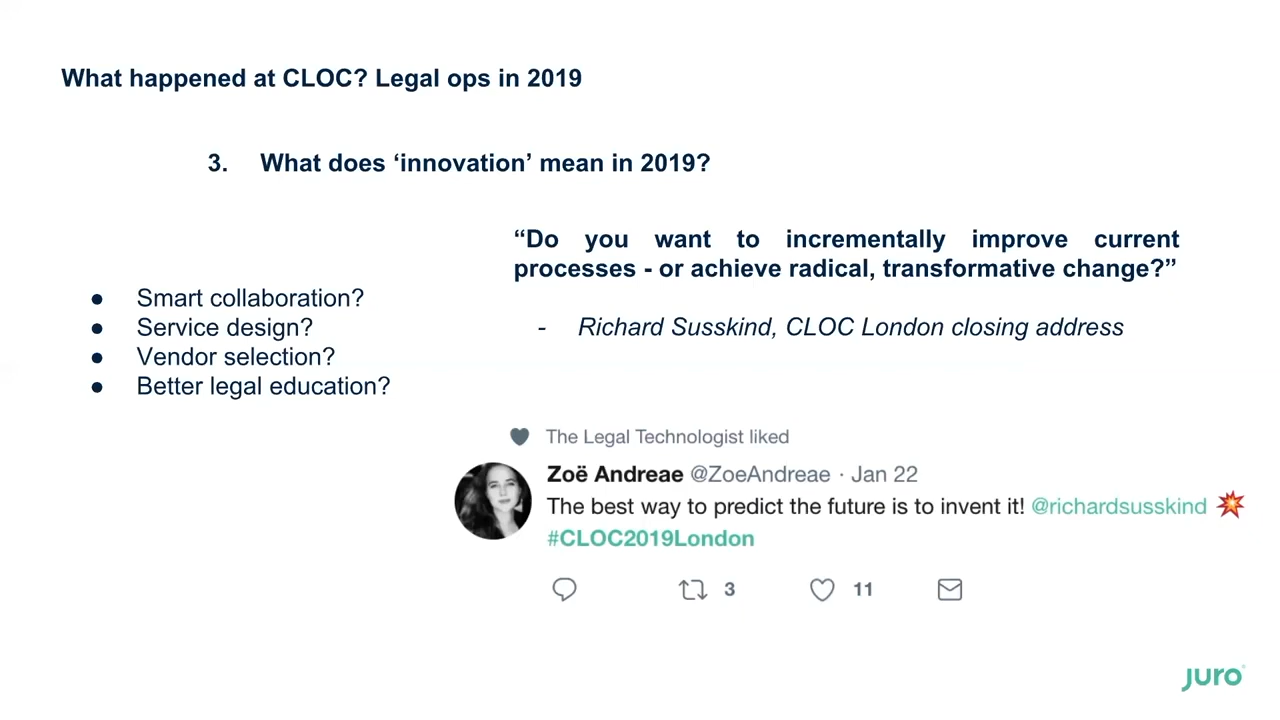 What happened at CLOC? Legal ops in 2019
3. What does ‘innovation’ mean in 2019?
“Do you want to incrementally improve current
processes - or achieve radical, transformative change?”
- Richard Susskind, CLOC London closing address
● Smart collaboration?
● Service design?
● Vendor selection?
● Better legal education?
The Legal Technologist liked
Zoë Andreae @ZoeAndreae · Jan 22
The best way to predict the future is to invent it! @richardsusskind 💥
#CLOC2019London
3 11
juro